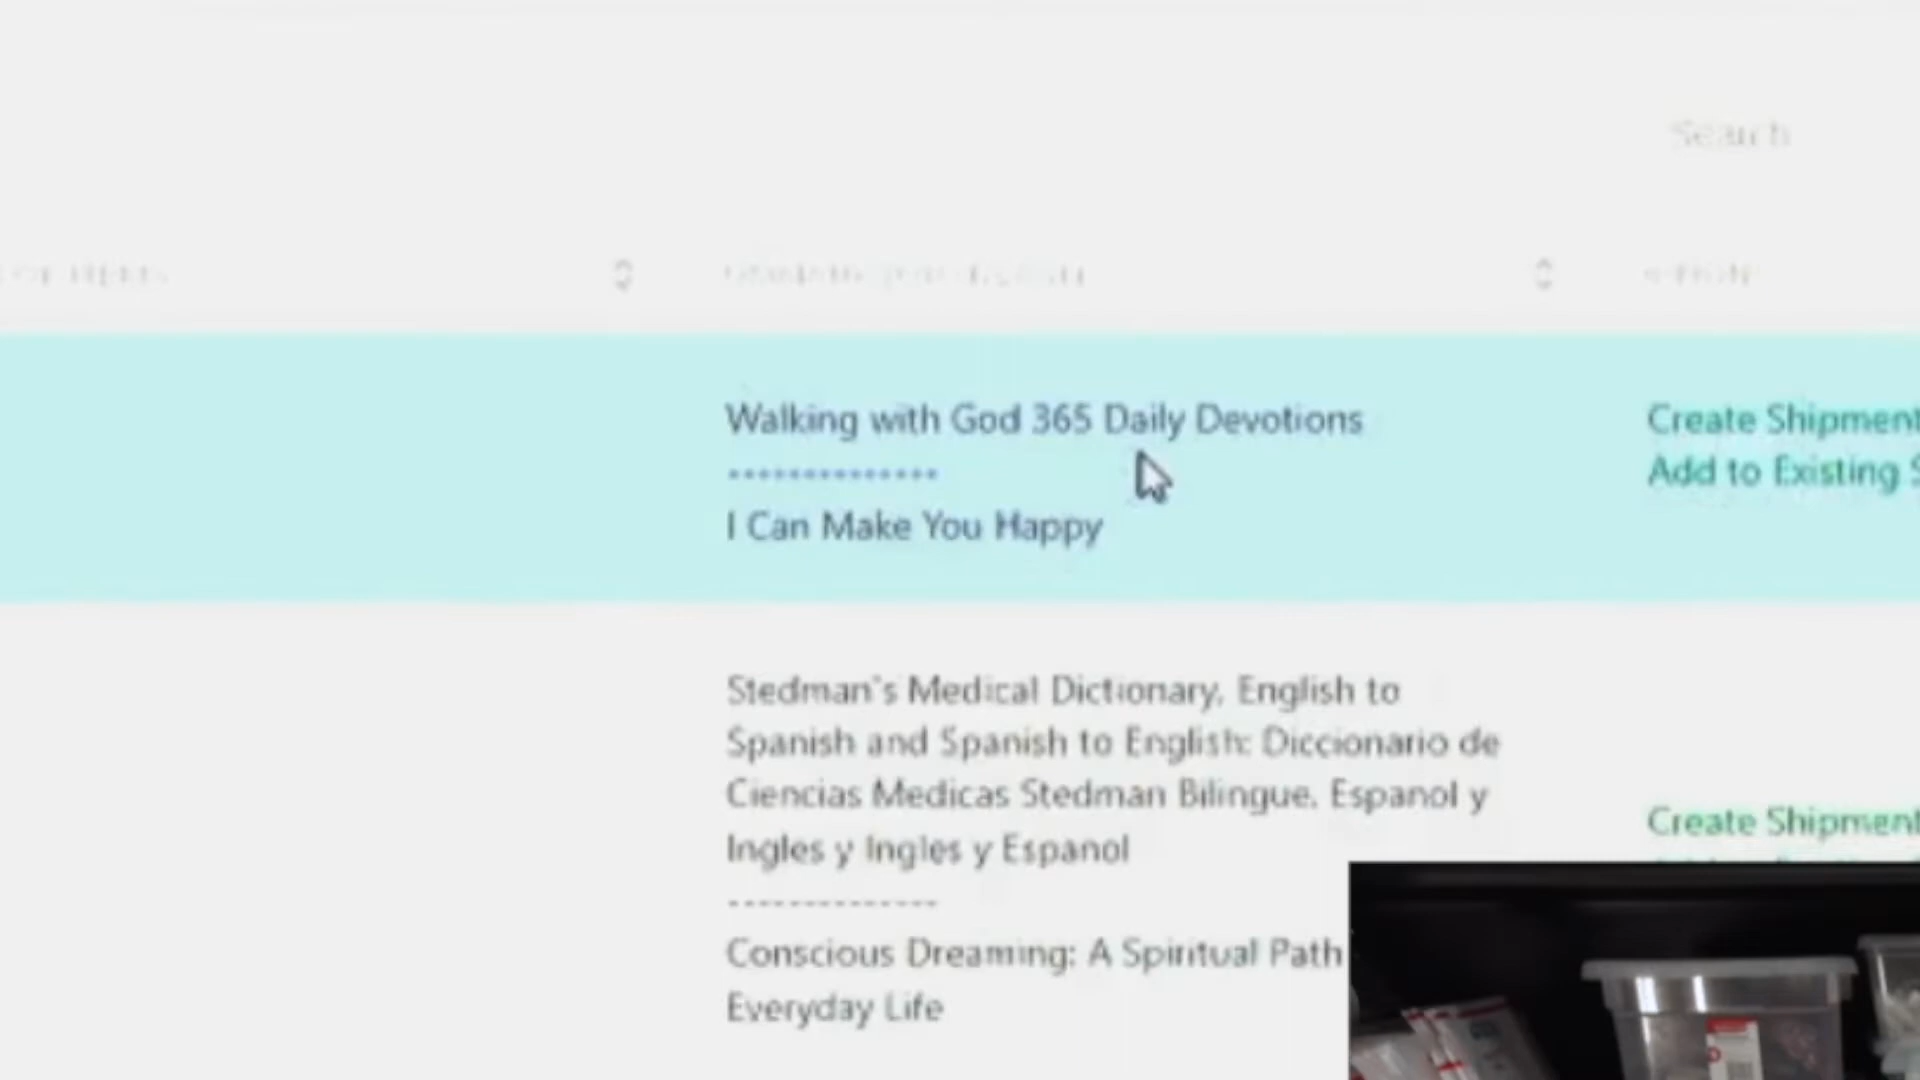 Search
Walking with God 365 Daily Devotions
Create Shipment
--------------
Add to Existing
I Can Make You Happy
Stedman's Medical Dictionary, English to
Spanish and Spanish to English: Diccionario de
Ciencias Medicas Stedman Bilingue, Espanol y
Ingles y Ingles y Espanol
Create Shipment
--------------
Conscious Dreaming: A Spiritual Path
Everyday Life